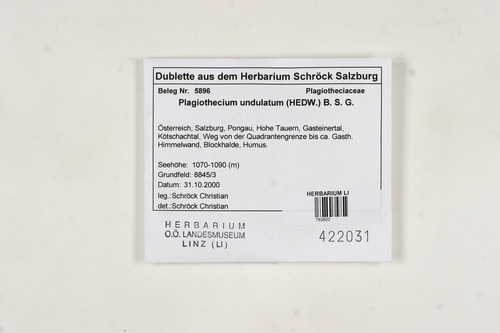 Dublette aus dem Herbarium Schröck Salzburg
Beleg Nr. 5896 Plagiotheciaceae
Plagiothecium undulatum (HEDW.) B. S. G.
Österreich, Salzburg, Pongau, Hohe Tauern, Gasteinertal,
Kötschachtal, Weg von der Quadrantengrenze bis ca. Gasth.
Himmelwand, Blockhalde, Humus.
Seehöhe: 1070-1090 (m)
Grundfeld: 8845/3
Datum: 31.10.2000
leg.:Schröck Christian
det.:Schröck Christian
HERBARIUM LI
763820
HERBARIUM
O.Ö. LANDESMUSEUM
LINZ (LI)
422031